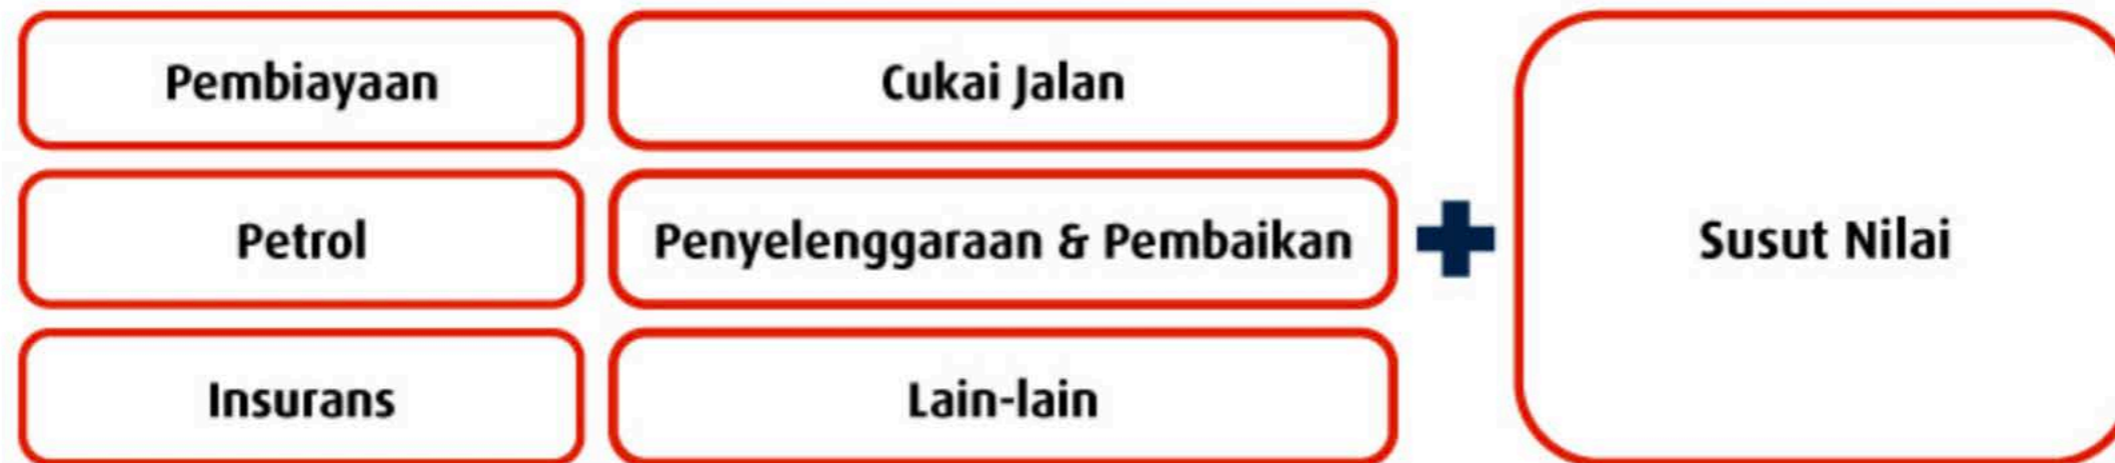 Pembiayaan
Cukai Jalan
Petrol
Penyelenggaraan & Pembaikan
Susut Nilai
Insurans
Lain-lain